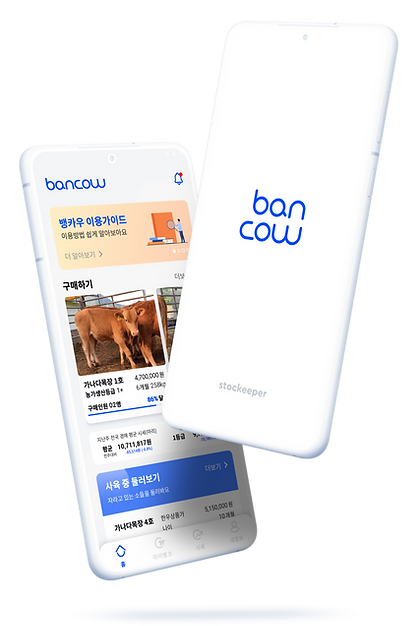 bancow
뱅카우 이용가이드
이용방법 쉽게 알아보아요
더 알아보기 >
구매하기
더보
가나다목장 1호
4,700,000 원
농가생산등급 1+
6개월 258kg
구매인원 02명
86% 달
지난주 전국 경매 평균 시세(마리)
평균 10,711,817원
1등급
사육 중 둘러보기
더보기 >
자라고 있는 소들을 둘러봐요
가나다목장 4호
한우상품가
5,150,000 원
나이
10개월
홈
ban
cow
stockeeper